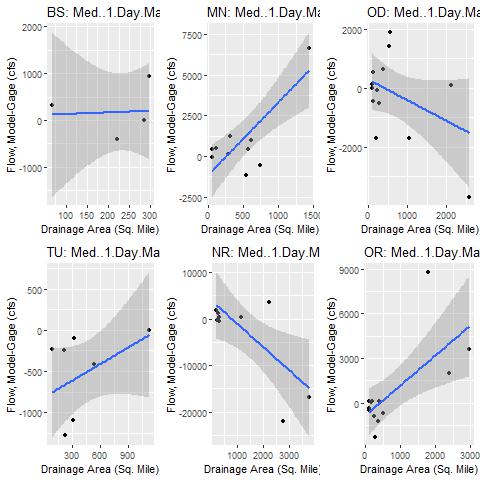 BS: Med..1.Day.Ma
MN: Med..1.Day.Ma
OD: Med..1.Day.Ma
Flow, Model-Gage (cfs)
2000
1000
0
-1000
100
150
200
250
300
Drainage Area (Sq. Mile)
Flow, Model-Gage (cfs)
7500
5000
2500
0
-2500
0
500
1000
1500
Drainage Area (Sq. Mile)
Flow, Model-Gage (cfs)
2000
0
-2000
0
1000
2000
Drainage Area (Sq. Mile)
TU: Med..1.Day.Ma
NR: Med..1.Day.Ma
OR: Med..1.Day.Ma
Flow, Model-Gage (cfs)
500
0
-500
-1000
300
600
900
Drainage Area (Sq. Mile)
Flow, Model-Gage (cfs)
10000
0
-10000
-20000
1000
2000
3000
Drainage Area (Sq. Mile)
Flow, Model-Gage (cfs)
9000
6000
3000
0
0
1000
2000
3000
Drainage Area (Sq. Mile)